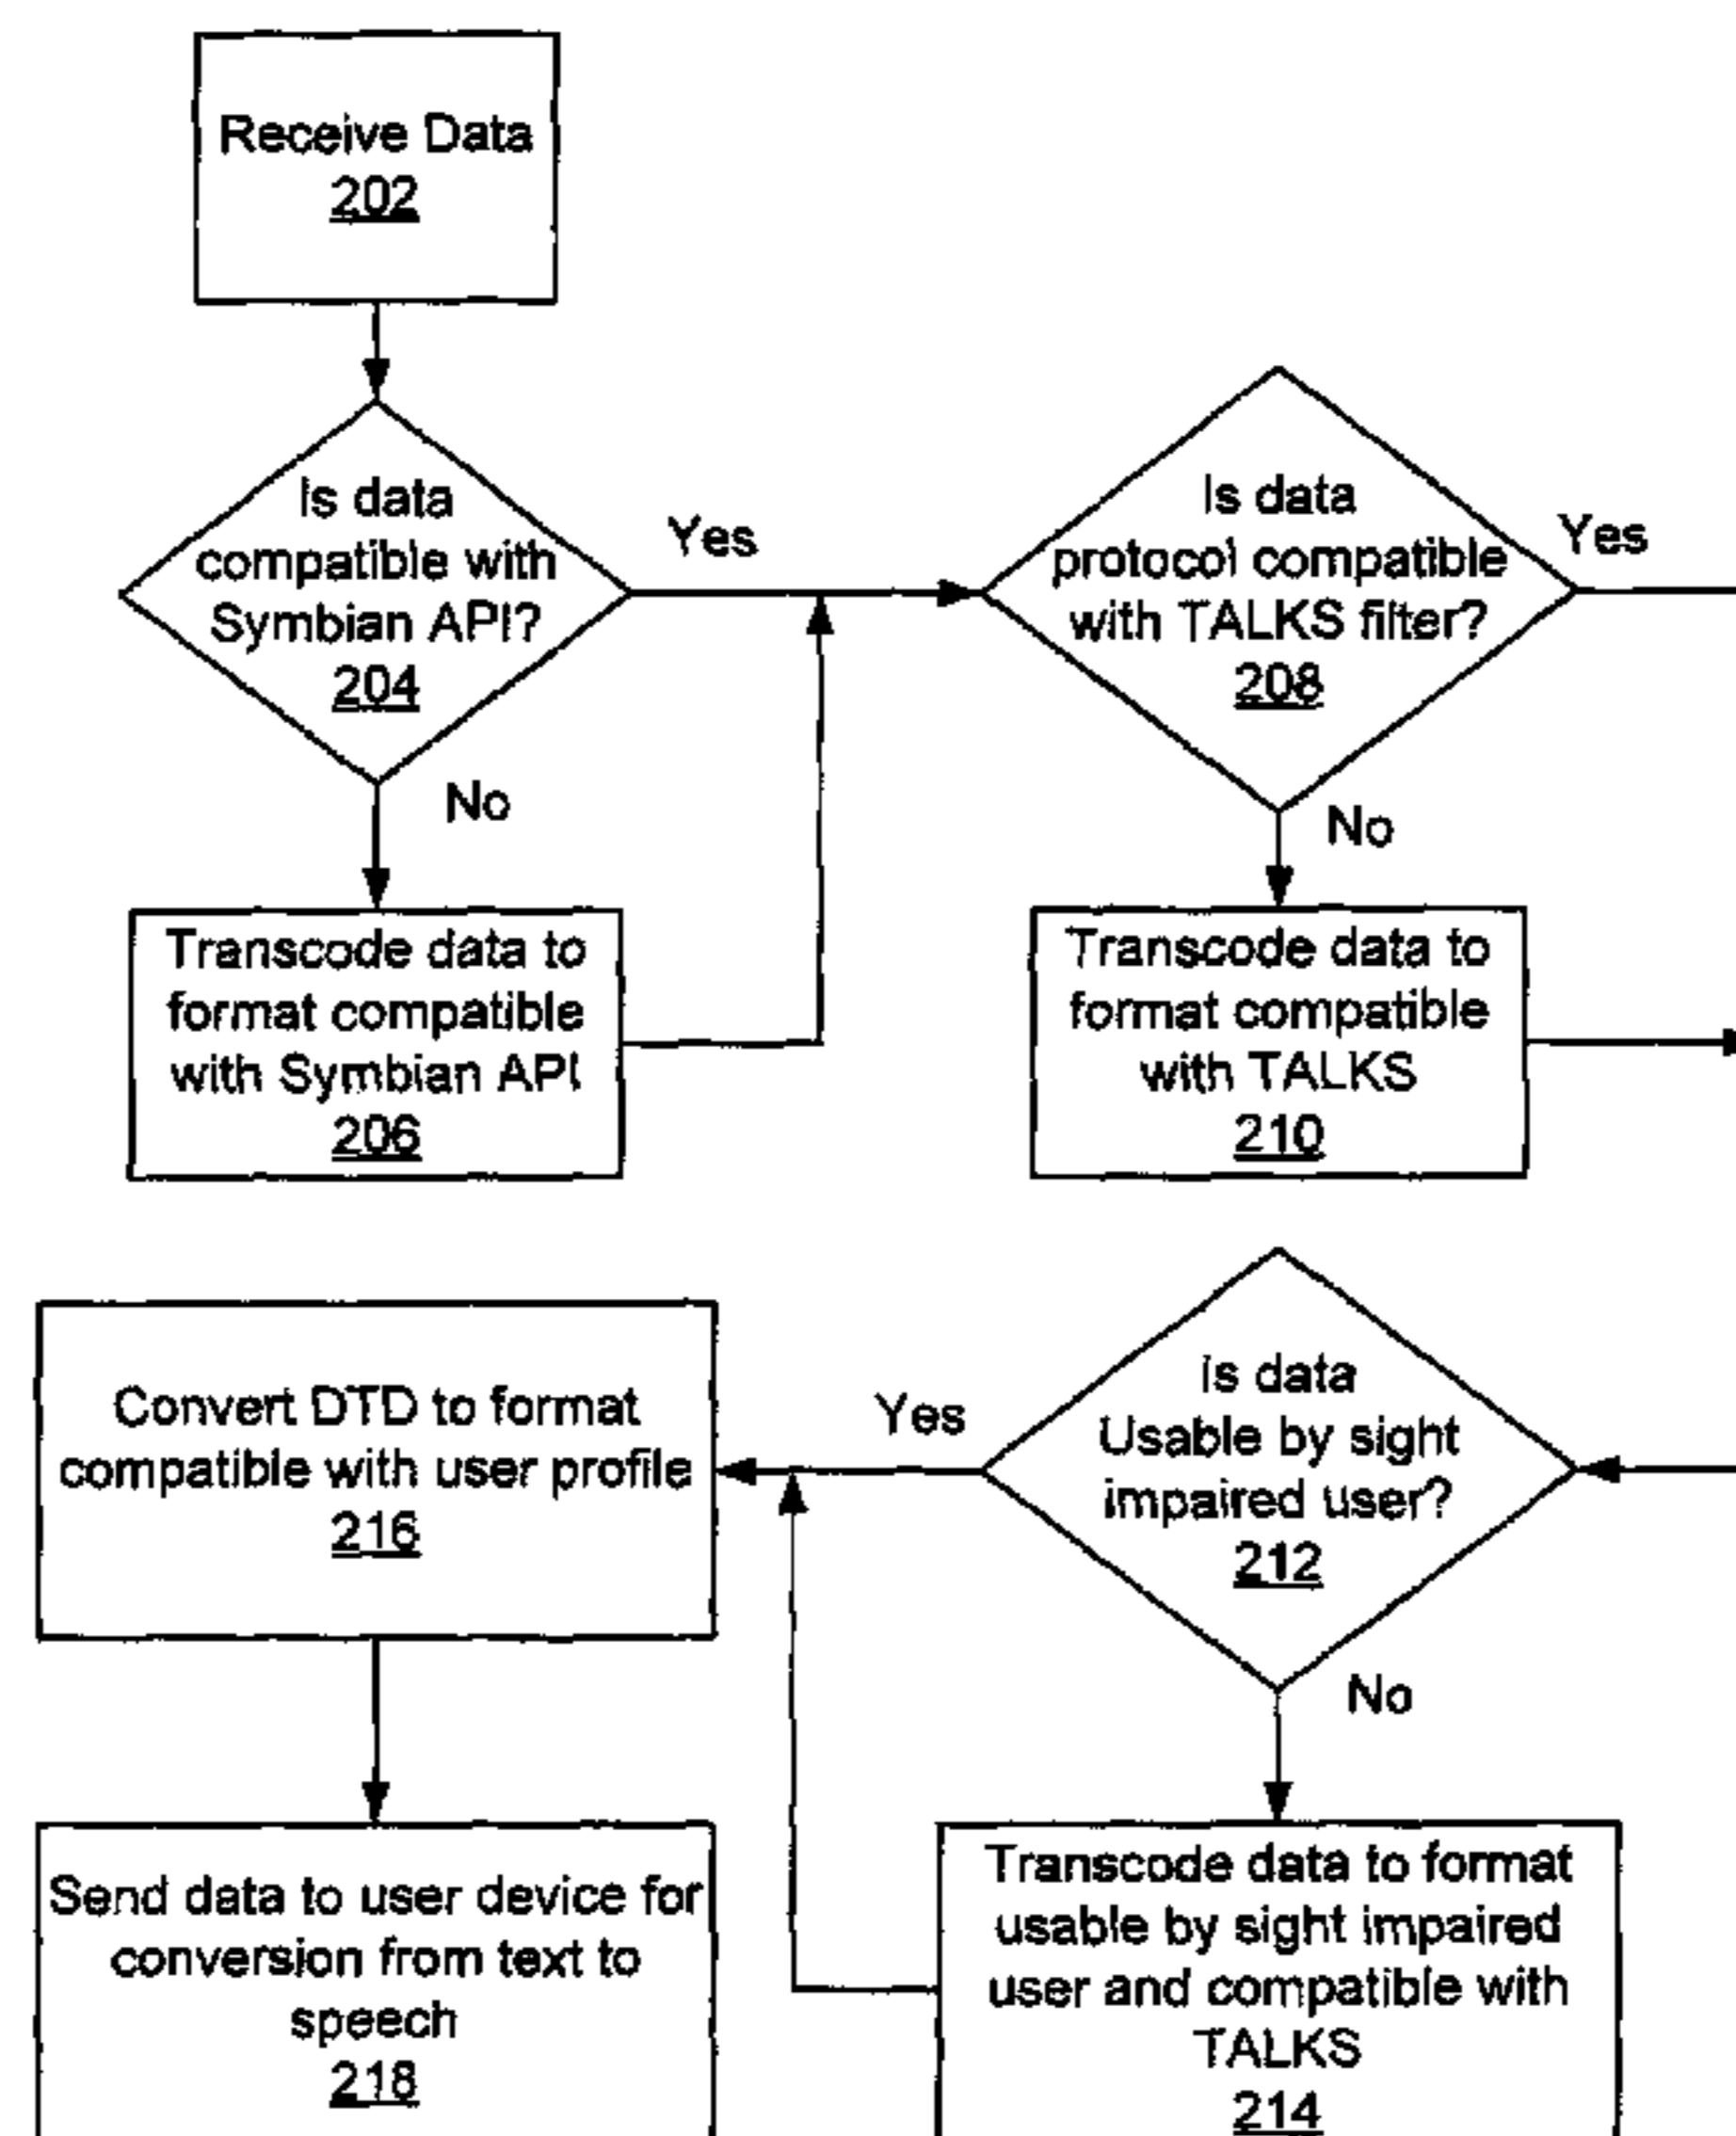 Receive Data
202
Is data
compatible with
Symbian API?
204
Yes
No
Transcode data to
format compatible
with Symbian API
206
Is data
protocol compatible
with TALKS filter?
208
Yes
No
Transcode data to
format compatible
with TALKS
210
Is data
Usable by sight
impaired user?
212
Yes
No
Transcode data to format
usable by sight impaired
user and compatible with
TALKS
214
Convert DTD to format
compatible with user profile
216
Send data to user device for
conversion from text to
speech
218